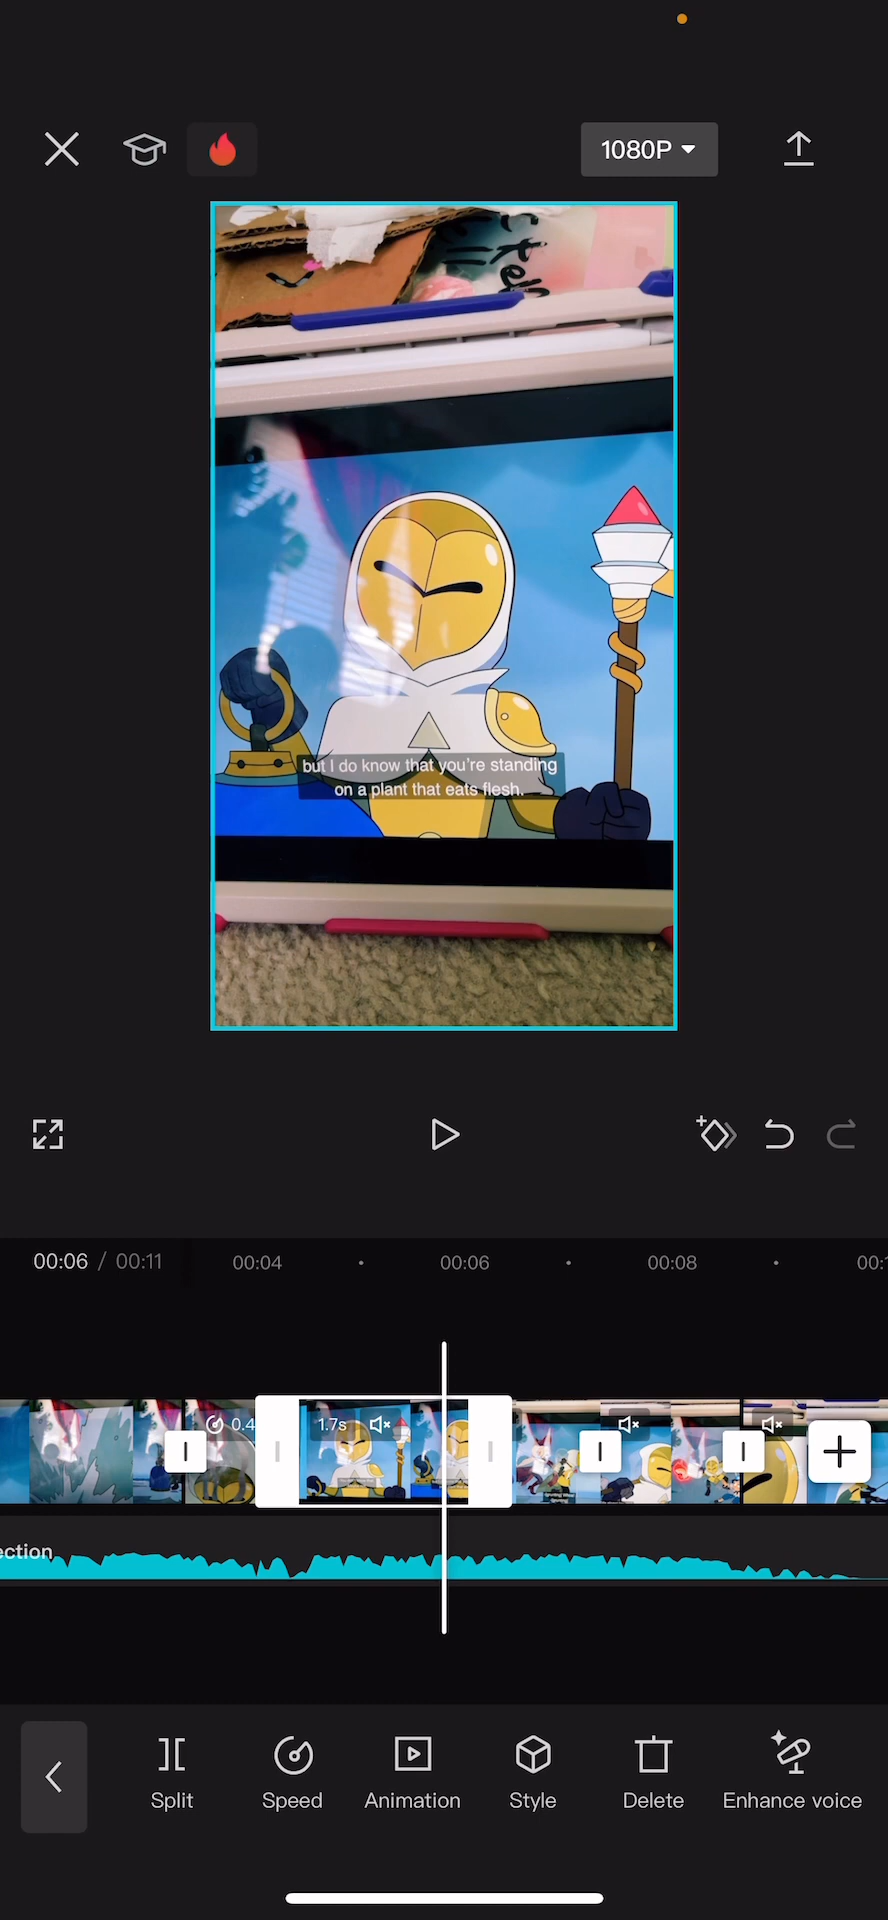 1080P
but I do know that you're standing
on a plant that eats flesh.
00:06 / 00:11
00:04
00:06
00:08
0.4
1.7s
ection
Split
Speed
Animation
Style
Delete
Enhance voice